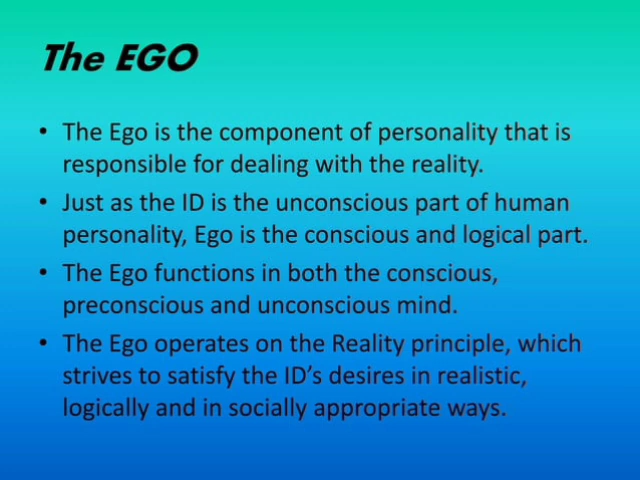 The EGO
• The Ego is the component of personality that is
responsible for dealing with the reality.
• Just as the ID is the unconscious part of human
personality, Ego is the conscious and logical part.
• The Ego functions in both the conscious,
preconscious and unconscious mind.
• The Ego operates on the Reality principle, which
strives to satisfy the ID's desires in realistic,
logically and in socially appropriate ways.